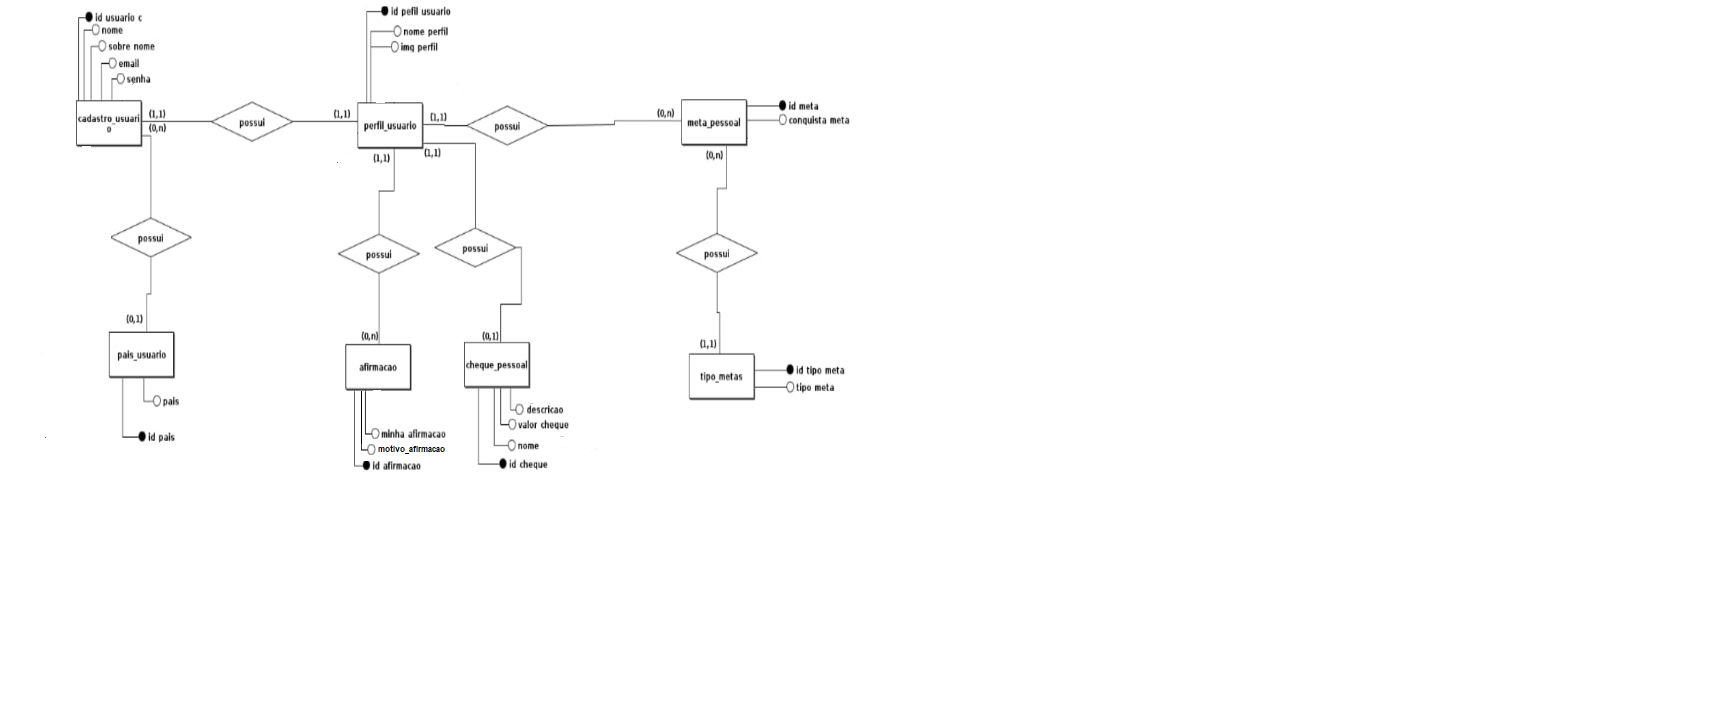 id usuario c
nome
sobre nome
email
senha
id pefil usuario
nome perfil
img perfil
cadastro_usuari
o
(1,1)
(0,n)
possui
(1,1)
perfil_usuario
(1,1)
(1,1)
(1,1)
possui
(0,n)
meta_pessoal
id meta
conquista meta
(0,n)
possui
possui
possui
possui
(0,1)
pais_usuario
pais
id pais
(0,n)
afirmacao
minha afirmacao
motivo_afirmacao
id afirmacao
(0,1)
cheque_pessoal
descricao
valor cheque
nome
id cheque
(1,1)
tipo_metas
id tipo meta
tipo meta